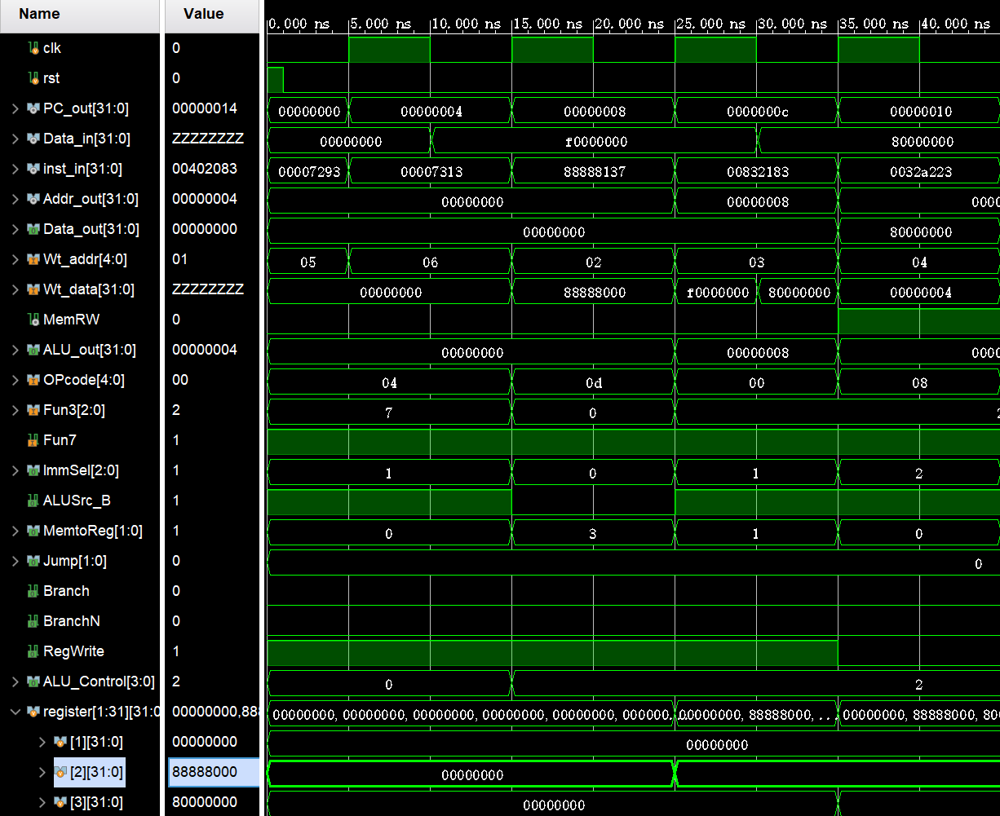 Name Value
0.000 ns 5.000 ns 10.000 ns 15.000 ns 20.000 ns 25.000 ns 30.000 ns 35.000 ns 40.000 ns
clk 0
rst 0
PC_out[31:0] 00000014 00000000 00000004 00000008 0000000c 00000010
Data_in[31:0] ZZZZZZZZ 00000000 f0000000 80000000
inst_in[31:0] 00402083 00007293 00007313 88888137 00832183 0032a223
Addr_out[31:0] 00000004 00000000 00000008 0000
Data_out[31:0] 00000000 00000000 80000000
Wt_addr[4:0] 01 05 06 02 03 04
Wt_data[31:0] ZZZZZZZZ 00000000 88888000 f0000000 80000000 00000004
MemRW 0
ALU_out[31:0] 00000004 00000000 00000008 0000
OPcode[4:0] 00 04 0d 00 08
Fun3[2:0] 2 7 0 2
Fun7 1
ImmSel[2:0] 1 1 0 1 2
ALUSrc_B 1
MemtoReg[1:0] 1 0 3 1 0
Jump[1:0] 0 0
Branch 0
BranchN 0
RegWrite 1
ALU_Control[3:0] 2 0 2
register[1:31][31:0 00000000,888 00000000,00000000,00000000,00000000,00000000,000000... 00000000,88888000,... 00000000,88888000,80
[1][31:0] 00000000 00000000
[2][31:0] 88888000 00000000
[3][31:0] 80000000 00000000